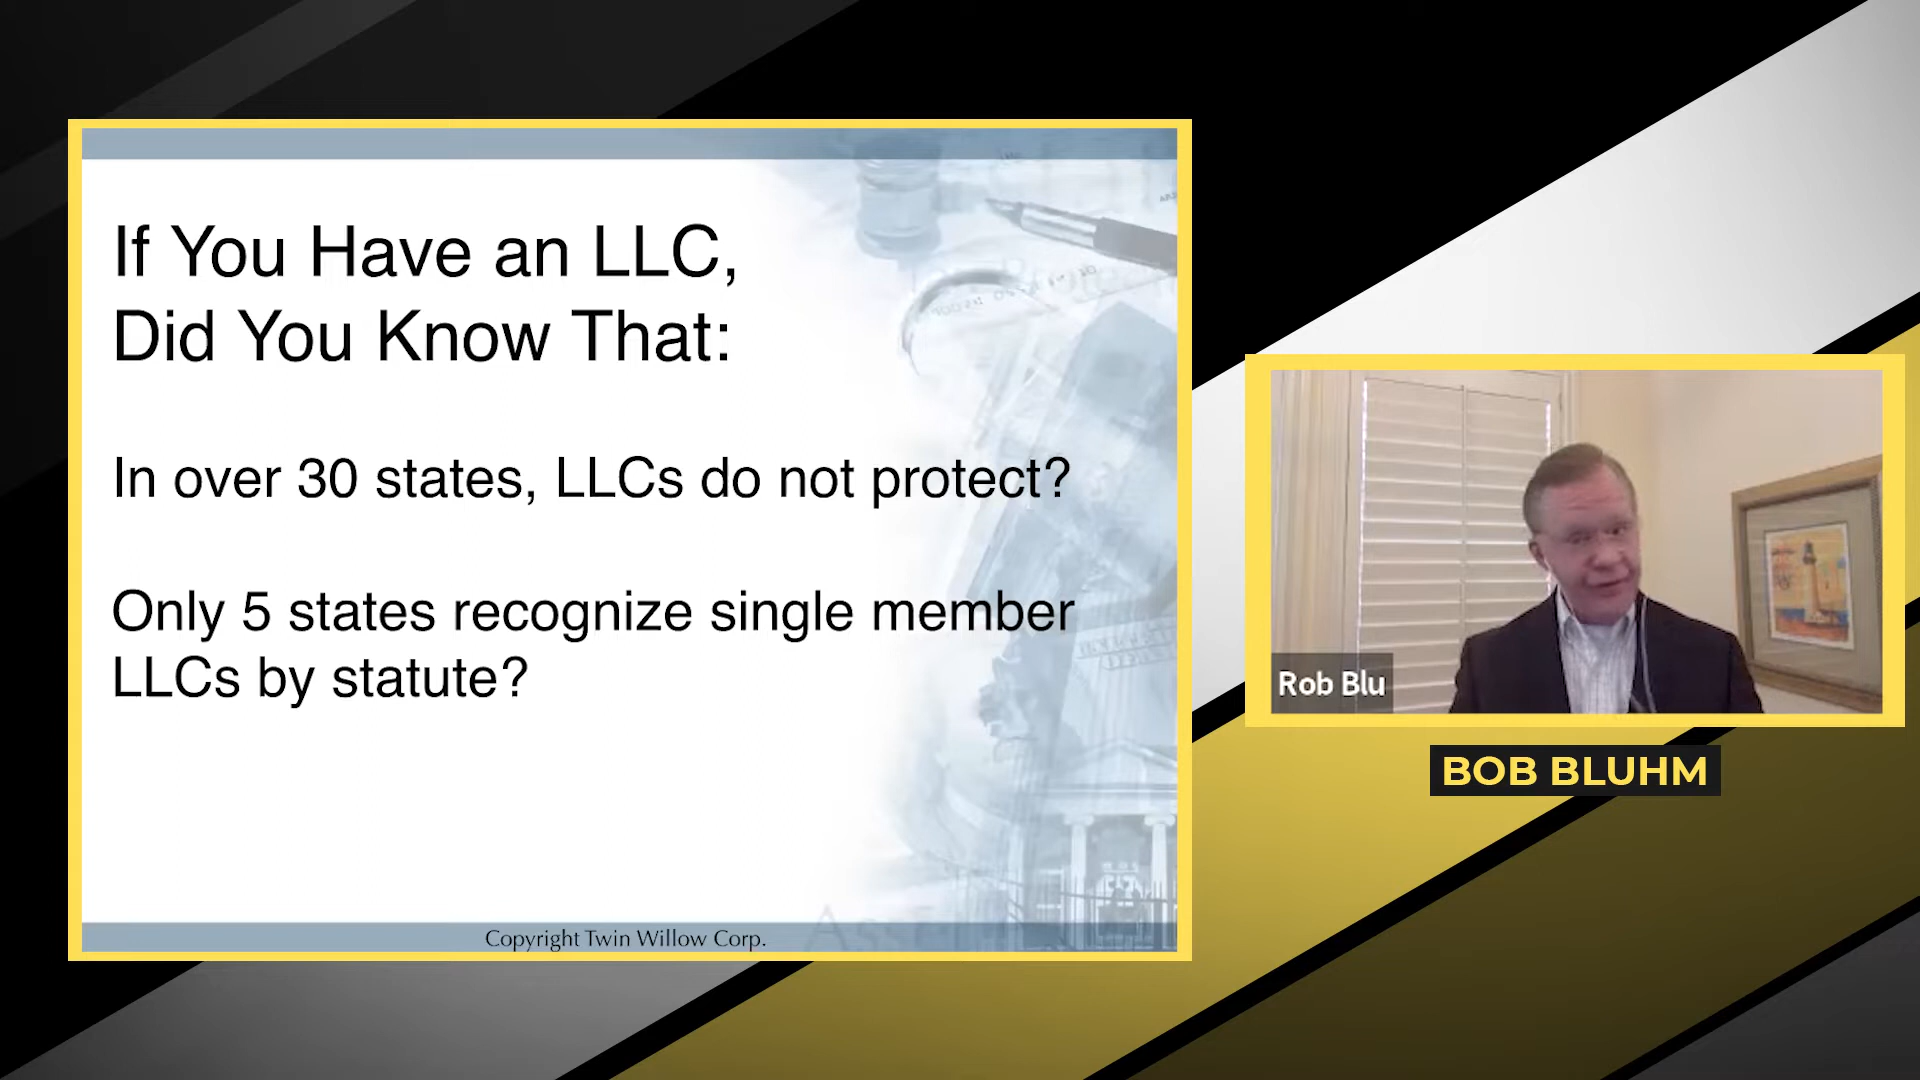 If You Have an LLC,
Did You Know That:
In over 30 states, LLCs do not protect?
Only 5 states recognize single member
LLCs by statute?
Copyright Twin Willow Corp.
Rob Blu
BOB BLUHM